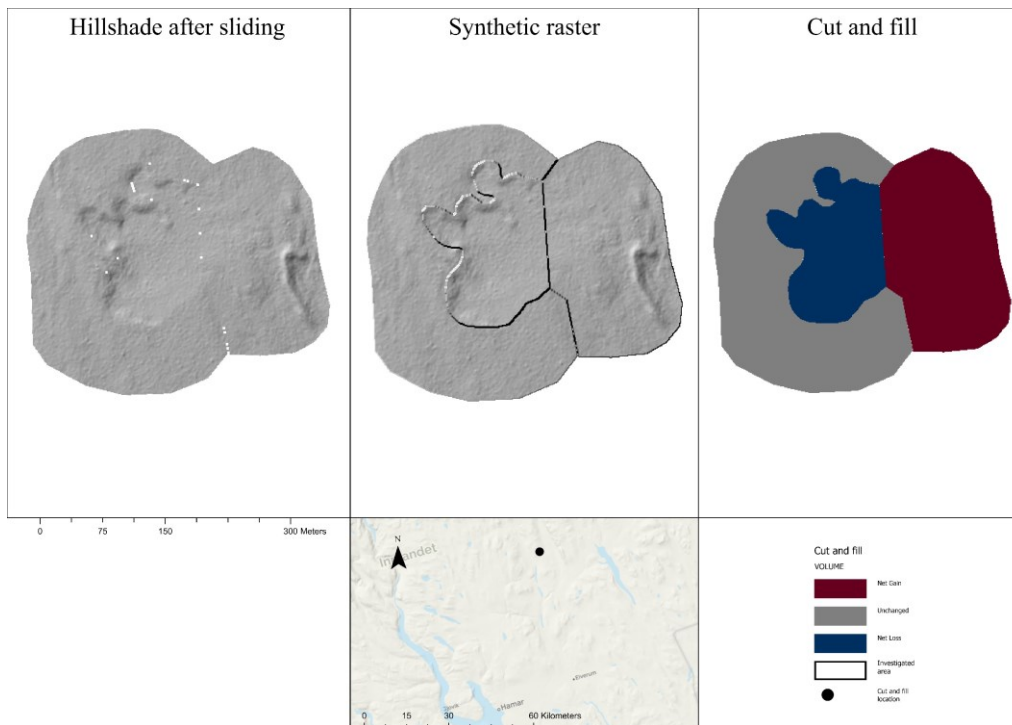 Hillshade after sliding
Synthetic raster
Cut and fill
0 75 150 300 Meters
N
Elverum
Hamar
0 15 30 60 Kilometers
Cut and fill
VOLUME
Net Gain
Unchanged
Net Loss
Investigated
area
Cut and fill
location